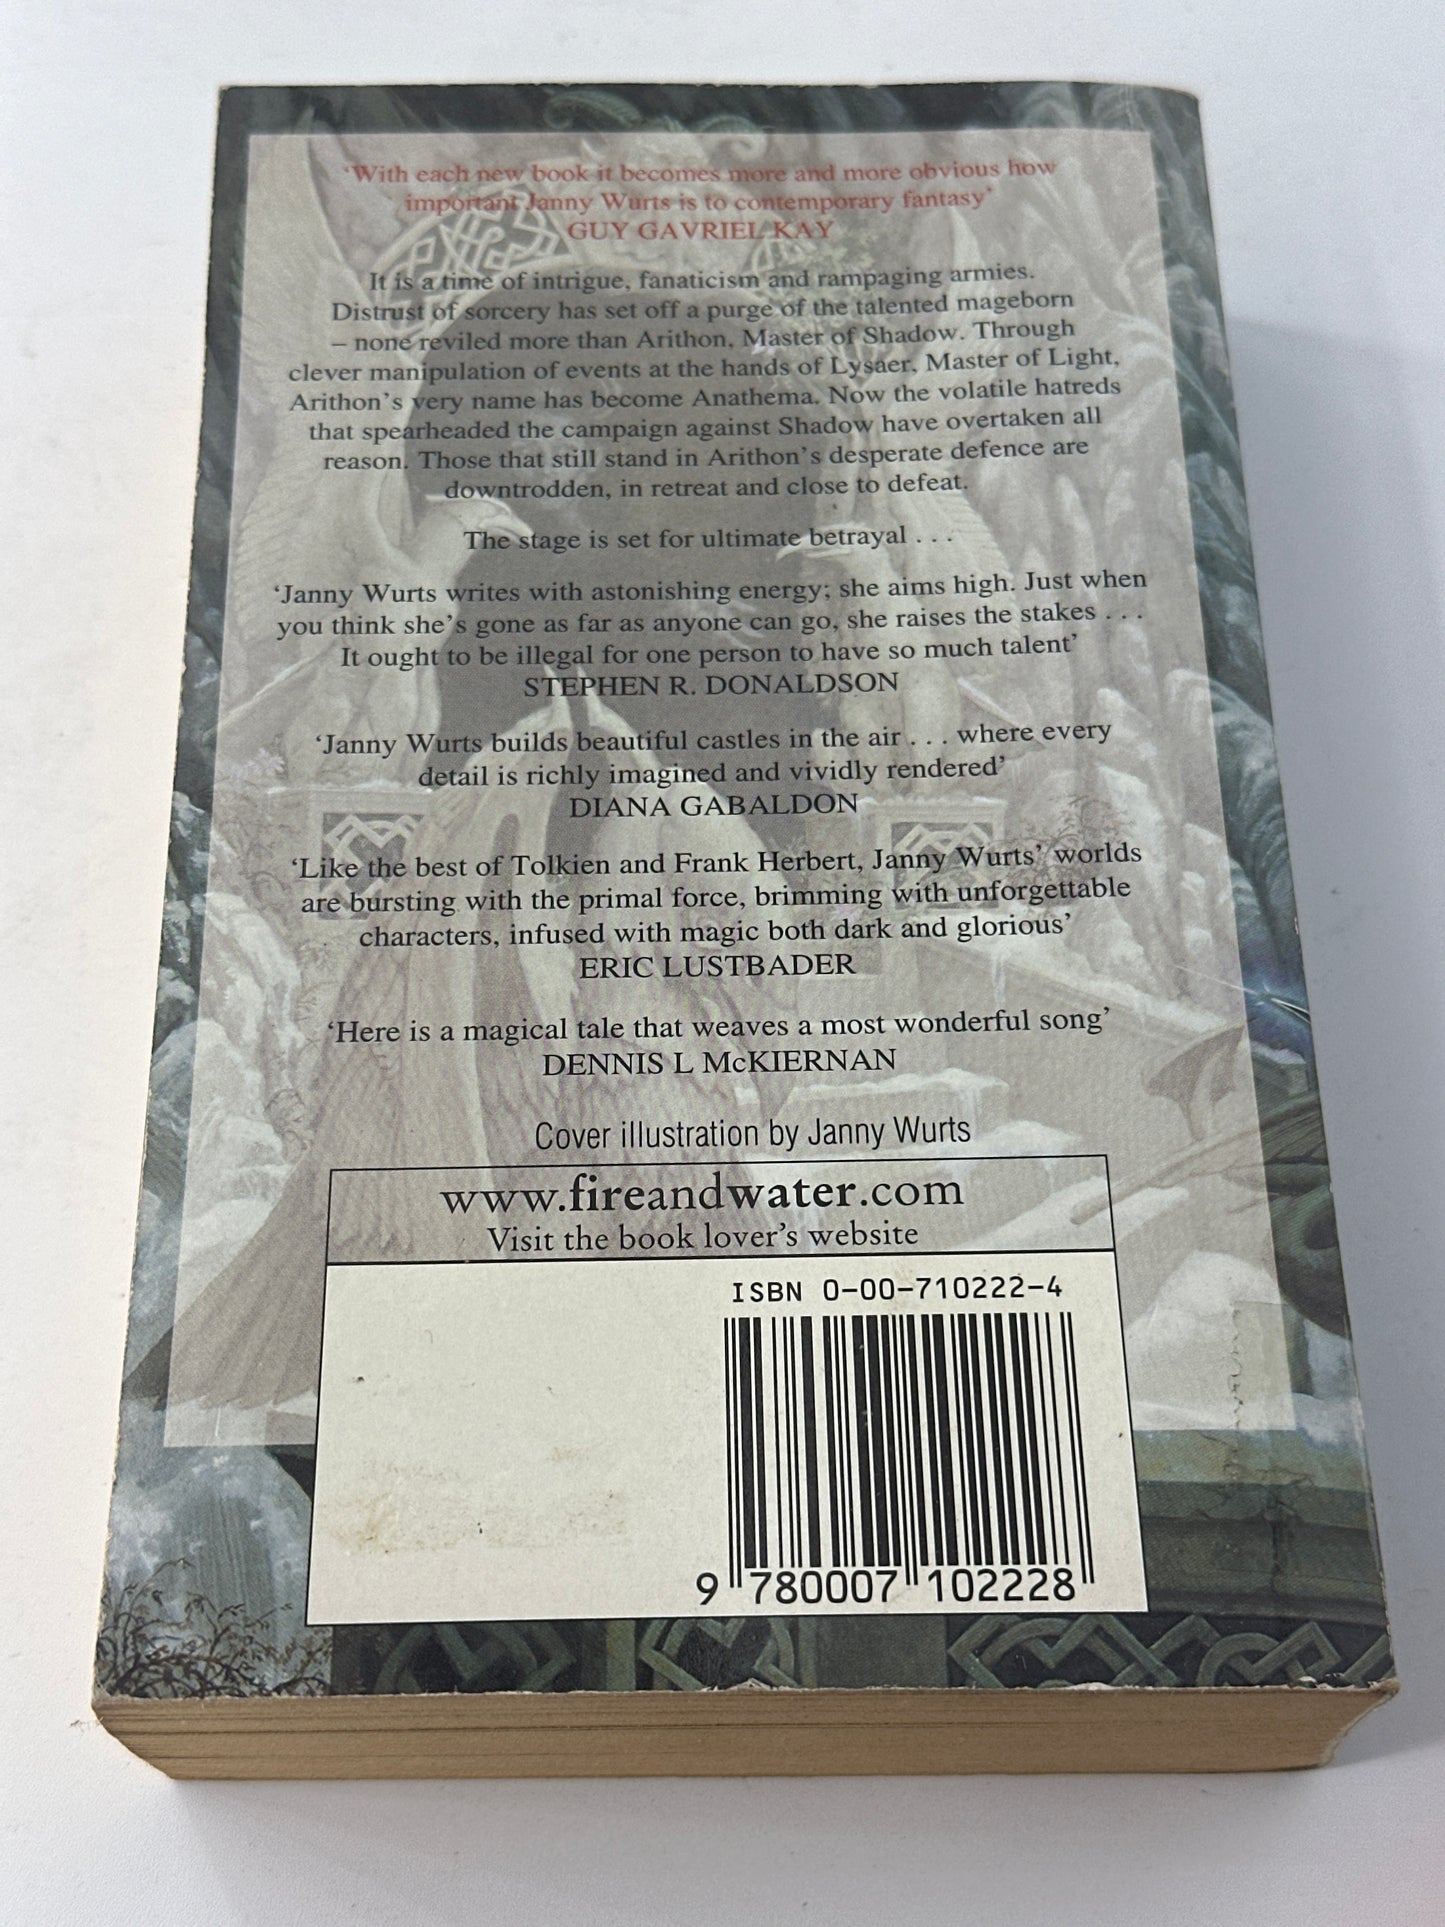 ‘With each new book it becomes more and more obvious how
important Janny Wurts is to contemporary fantasy’
GUY GAVRIEL KAY
It is a time of intrigue, fanaticism and rampaging armies.
Distrust of sorcery has set off a purge of the talented mageborn
– none reviled more than Arithon, Master of Shadow. Through
clever manipulation of events at the hands of Lysaer, Master of Light,
Arithon’s very name has become Anathema. Now the volatile hatreds
that spearheaded the campaign against Shadow have overtaken all
reason. Those that still stand in Arithon’s desperate defence are
downtrodden, in retreat and close to defeat.
The stage is set for ultimate betrayal . . .
‘Janny Wurts writes with astonishing energy; she aims high. Just when
you think she’s gone as far as anyone can go, she raises the stakes . . .
It ought to be illegal for one person to have so much talent’
STEPHEN R. DONALDSON
‘Janny Wurts builds beautiful castles in the air . . . where every
detail is richly imagined and vividly rendered’
DIANA GABALDON
‘Like the best of Tolkien and Frank Herbert, Janny Wurts’ worlds
are bursting with the primal force, brimming with unforgettable
characters, infused with magic both dark and glorious’
ERIC LUSTBADER
‘Here is a magical tale that weaves a most wonderful song’
DENNIS L McKIERNAN
Cover illustration by Janny Wurts
www.fireandwater.com
Visit the book lover’s website
ISBN 0-00-710222-4
9 780007 102228